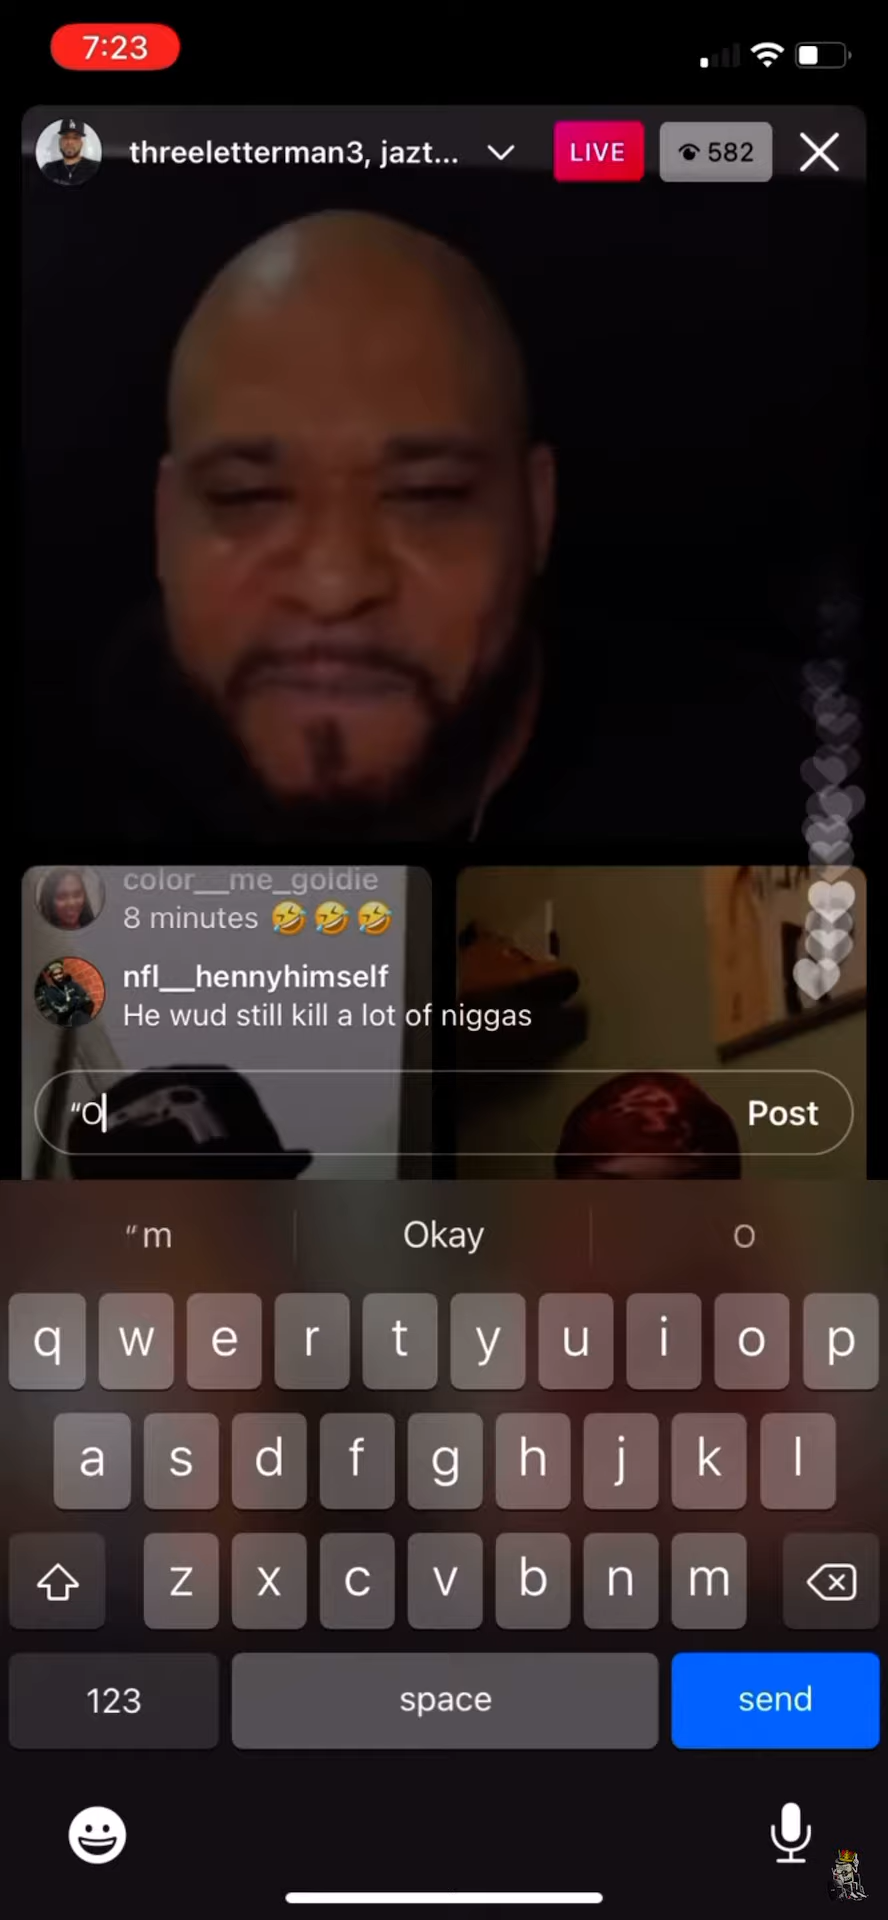 7:23
threeletterman3, jazt...
LIVE
582
color__me_goldie
8 minutes 🤣🤣🤣
nfl__hennyhimself
He wud still kill a lot of niggas
“O
Post
“m
Okay
O
q w e r t y u i o p
a s d f g h j k l
z x c v b n m
123
space
send